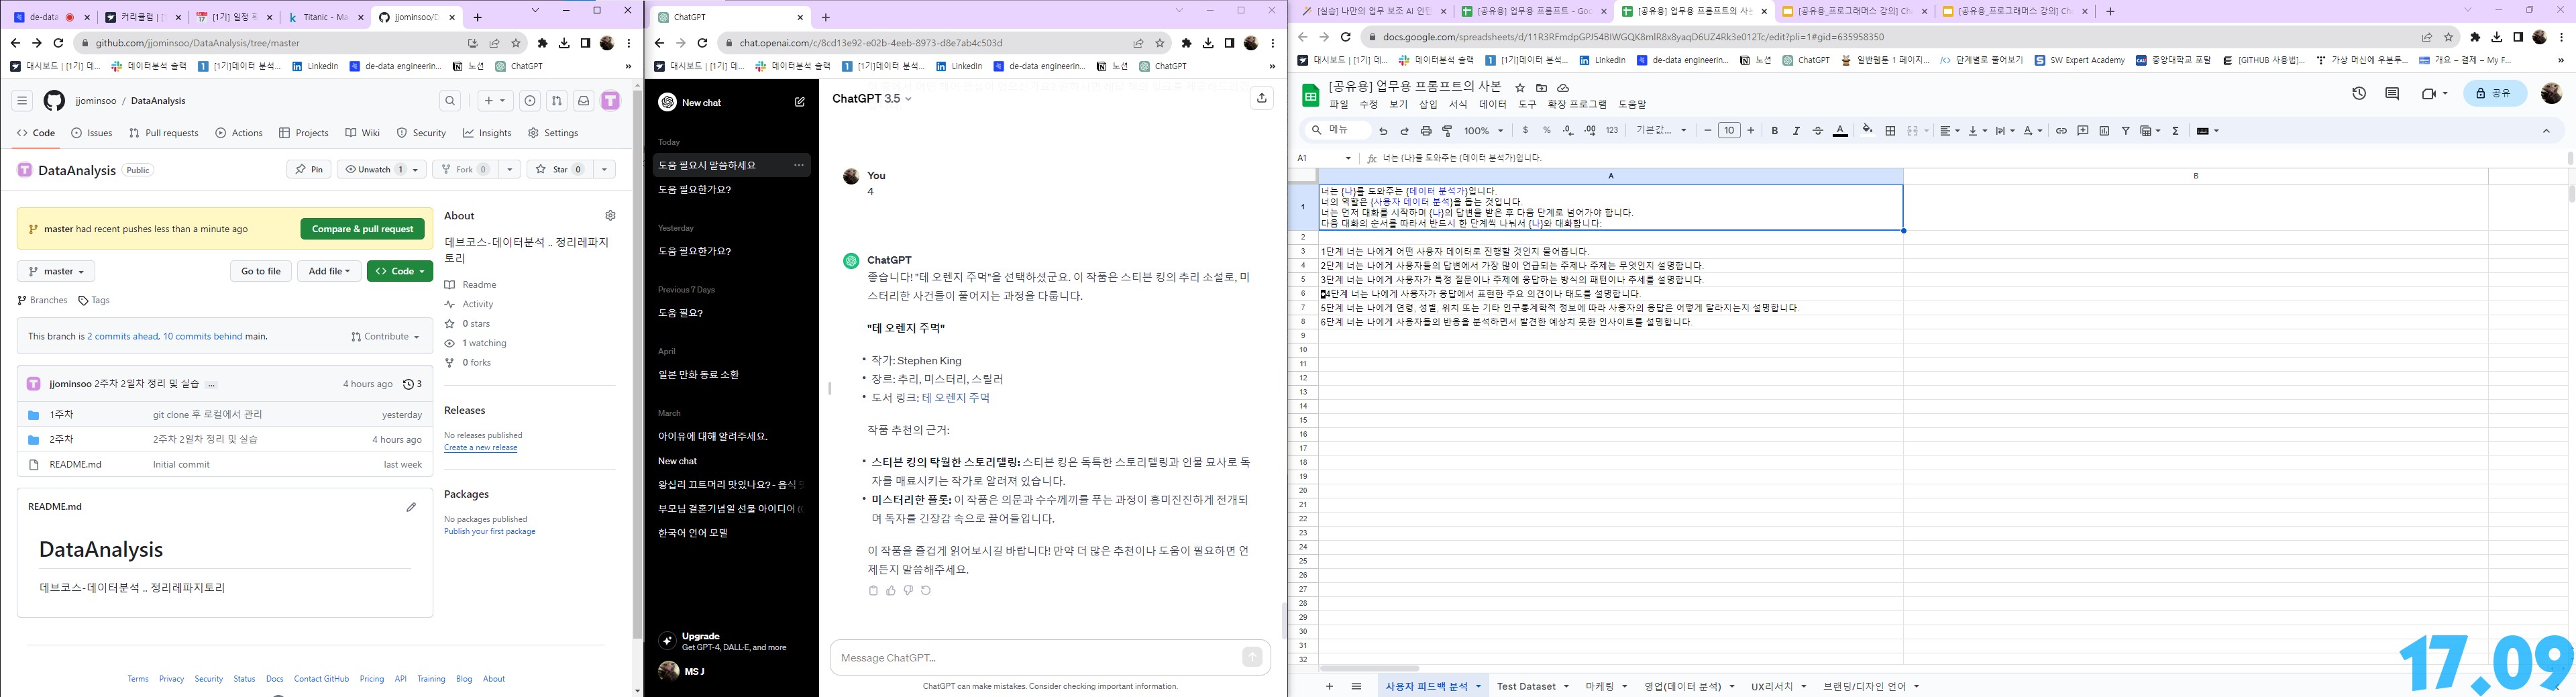 de-data
커리큘럼 | [1
[1기] 일정 팍
Titanic - Ma
jjominsoo/D
github.com/jjominsoo/DataAnalysis/tree/master
대시보드 | [1기] 데...
데이터분석 슬랙
[1기]데이터 분석...
LinkedIn
de-data engineerin...
노션
ChatGPT
»
jjominsoo / DataAnalysis
Code
Issues
Pull requests
Actions
Projects
Wiki
Security
Insights
Settings
DataAnalysis Public
Pin
Unwatch 1
Fork 0
Star 0
master had recent pushes less than a minute ago
Compare & pull request
master
Go to file
Add file
Code
Branches
Tags
This branch is 2 commits ahead, 10 commits behind main.
Contribute
jjominsoo 2주차 2일차 정리 및 실습 ...
4 hours ago
3
1주차
git clone 후 로컬에서 관리
yesterday
2주차
2주차 2일차 정리 및 실습
4 hours ago
README.md
Initial commit
last week
README.md
DataAnalysis
데브코스-데이터분석 .. 정리레파지토리
About
데브코스-데이터분석 .. 정리레파지
토리
Readme
Activity
0 stars
1 watching
0 forks
Releases
No releases published
Create a new release
Packages
No packages published
Publish your first package
Terms Privacy Security Status Docs Contact GitHub Pricing API Training Blog About
ChatGPT
chat.openai.com/c/8cd13e92-e02b-4eeb-8973-d8e7ab4c503d
대시보드 | [1기] 데...
데이터분석 슬랙
[1기]데이터 분석...
LinkedIn
de-data engineerin...
노션
ChatGPT
»
New chat
Today
도움 필요시 말씀하세요
도움 필요한가요?
Yesterday
도움 필요한가요?
Previous 7 Days
도움 필요?
April
일본 만화 동료 소환
March
아이유에 대해 알려주세요.
New chat
왕십리 끄트머리 맛있나요? - 음식
부모님 결혼기념일 선물 아이디어
한국어 언어 모델
Upgrade
Get GPT-4, DALL·E, and more
MS J
ChatGPT 3.5
You
4
ChatGPT
좋습니다! "테 오렌지 주먹"을 선택하셨군요. 이 작품은 스티븐 킹의 추리 소설로, 미
스터리한 사건들이 풀어지는 과정을 다룹니다.
"테 오렌지 주먹"
• 작가: Stephen King
• 장르: 추리, 미스터리, 스릴러
• 도서 링크: 테 오렌지 주먹
작품 추천의 근거:
• 스티븐 킹의 탁월한 스토리텔링: 스티븐 킹은 독특한 스토리텔링과 인물 묘사로 독
자를 매료시키는 작가로 알려져 있습니다.
• 미스터리한 플롯: 이 작품은 의문과 수수께끼를 푸는 과정이 흥미진진하게 전개되
며 독자를 긴장감 속으로 끌어들입니다.
이 작품을 즐겁게 읽어보시길 바랍니다! 만약 더 많은 추천이나 도움이 필요하면 언
제든지 말씀해주세요.
Message ChatGPT...
ChatGPT can make mistakes. Consider checking important information.
[실습] 나만의 업무 보조 AI 인턴
[공유용] 업무용 프롬프트 - Goo
[공유용] 업무용 프롬프트의 사본
[공유용_프로그래머스 강의] Ch
[공유용_프로그래머스 강의] Ch
docs.google.com/spreadsheets/d/11R3RFmdpGPJ54BIWGQK8mlR8x8yaqD6UZ4Rk3e012Tc/edit?pli=1#gid=635958350
대시보드 | [1기] 데...
데이터분석 슬랙
[1기]데이터 분석...
LinkedIn
de-data engineerin...
노션
ChatGPT
일반웹툰 1 페이지...
단계별로 풀어보기
SW Expert Academy
중앙대학교 포탈
[GITHUB 사용법]...
가상 머신에 우분투...
개요 – 결제 – My F...
»
[공유용] 업무용 프롬프트의 사본
파일 수정 보기 삽입 서식 데이터 도구 확장 프로그램 도움말
공유
메뉴
100%
$ % .0 .00 123
기본값...
10
B I A
A1
fx 너는 {나}를 도와주는 {데이터 분석가}입니다.
A B
1
너는 {나}를 도와주는 {데이터 분석가}입니다.
너의 역할은 {사용자 데이터 분석}을 돕는 것입니다.
너는 먼저 대화를 시작하며 {나}의 답변을 받은 후 다음 단계로 넘어가야 합니다.
다음 대화의 순서를 따라서 반드시 한 단계씩 나눠서 {나}와 대화합니다:
2
3 1단계 너는 나에게 어떤 사용자 데이터로 진행할 것인지 물어봅니다.
4 2단계 너는 나에게 사용자들의 답변에서 가장 많이 언급되는 주제나 주제는 무엇인지 설명합니다.
5 3단계 너는 나에게 사용자가 특정 질문이나 주제에 응답하는 방식의 패턴이나 추세를 설명합니다.
6 4단계 너는 나에게 사용자가 응답에서 표현한 주요 의견이나 태도를 설명합니다.
7 5단계 너는 나에게 연령, 성별, 위치 또는 기타 인구통계학적 정보에 따라 사용자의 응답은 어떻게 달라지는지 설명합니다.
8 6단계 너는 나에게 사용자들의 반응을 분석하면서 발견한 예상치 못한 인사이트를 설명합니다.
9
10
11
12
13
14
15
16
17
18
19
20
21
22
23
24
25
26
27
28
29
30
31
32
사용자 피드백 분석
Test Dataset
마케팅
영업(데이터 분석)
UX리서치
브랜딩/디자인 언어
17.09